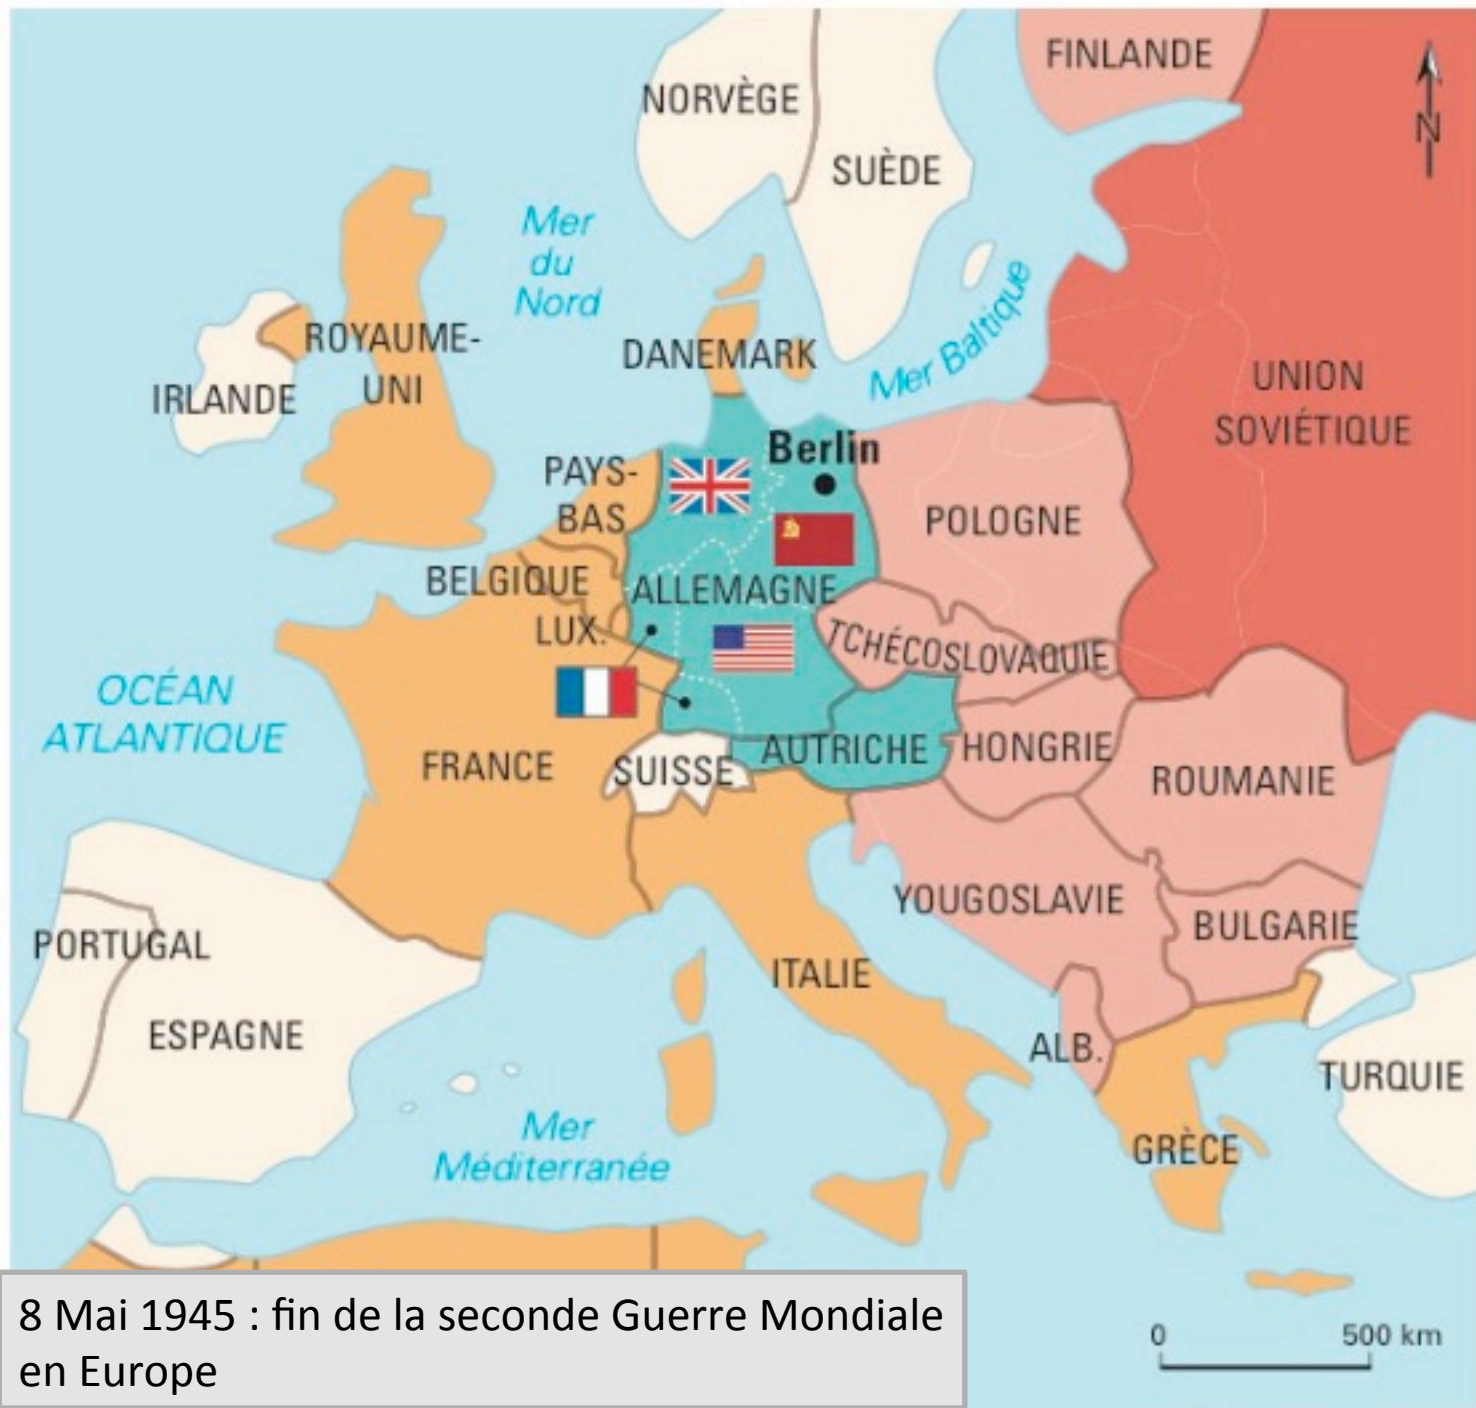 FINLANDE
NORVÈGE
N
SUÈDE
Mer
du
Nord
Mer Baltique
ROYAUME-
UNI
IRLANDE
DANEMARK
UNION
SOVIÉTIQUE
Berlin
PAYS-
BAS
POLOGNE
BELGIQUE
ALLEMAGNE
LUX.
TCHÉCOSLOVAQUIE
OCÉAN
ATLANTIQUE
FRANCE
SUISSE
AUTRICHE
HONGRIE
ROUMANIE
YOUGOSLAVIE
BULGARIE
PORTUGAL
ITALIE
ESPAGNE
ALB.
TURQUIE
Mer
Méditerranée
GRÈCE
8 Mai 1945 : fin de la seconde Guerre Mondiale
en Europe
0 500 km